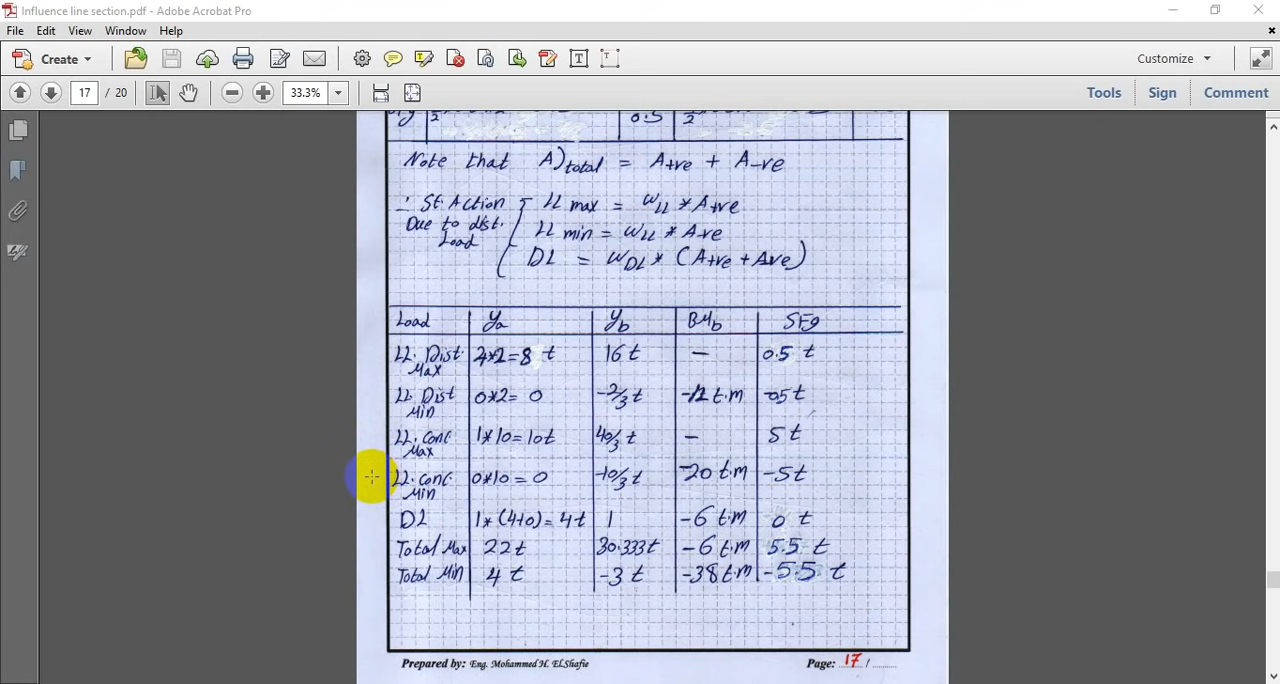 Influence line section.pdf - Adobe Acrobat Pro
File Edit View Window Help
Create Customize
17 / 20 33.3% Tools Sign Comment
0.5
Note that A)total = A+ve + A-ve
∴ St. Action LL max = WLL * A+ve
Due to dist. Load LL min = WLL * A-ve
DL = WDL * (A+ve + A-ve)
Load Ya Yb BMb SFg
LL. Dist. Max 4*2=8 t 16 t — 0.5 t
LL. Dist Min 0*2= 0 -2/3 t -12 t.m -0.5 t
LL. Conc Max 1*10=10t 40/3 t — 5 t
LL. Conc. Min 0*10 = 0 -10/3 t -20 t.m -5 t
DL 1*(4+0)=4t 1 -6 t.m 0 t
Total Max 22 t 30.333t -6 t.m 5.5 t
Total Min 4 t -3 t -38 t.m -5.5 t
Prepared by: Eng. Mohammed H. ElShafie Page: 17 /